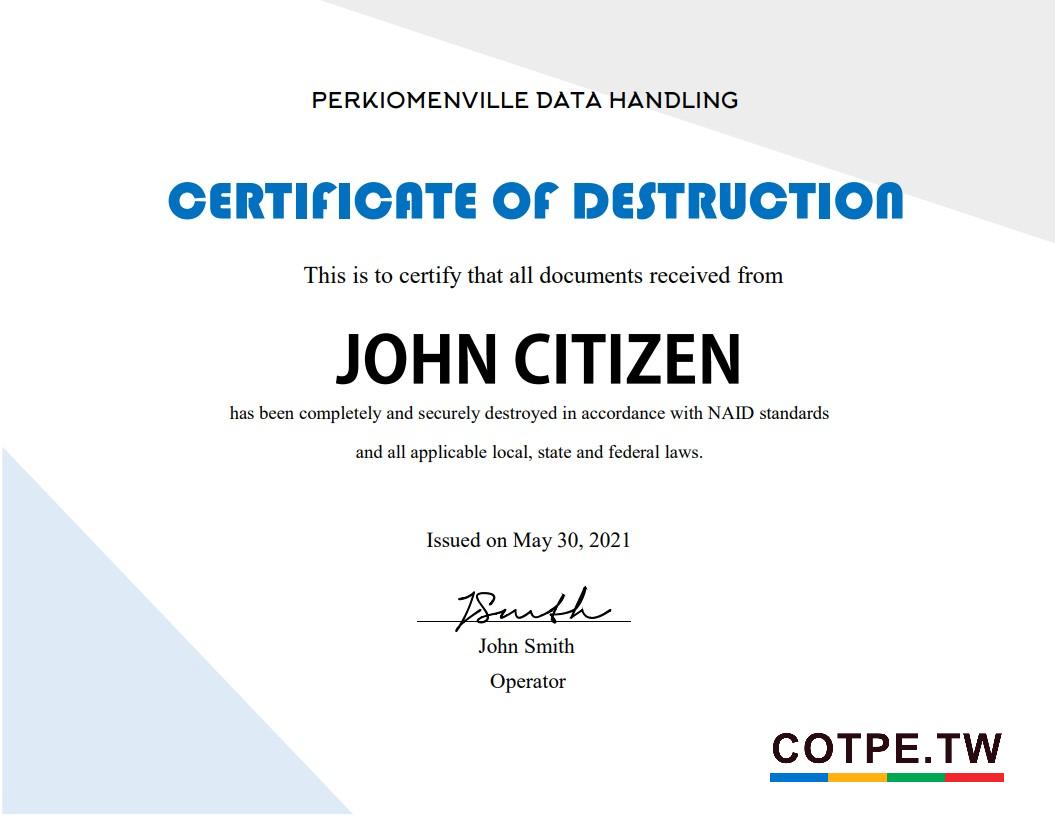 PERKIOMENVILLE DATA HANDLING
CERTIFICATE OF DESTRUCTION
This is to certify that all documents received from
JOHN CITIZEN
has been completely and securely destroyed in accordance with NAID standards
and all applicable local, state and federal laws.
Issued on May 30, 2021
JSmith
John Smith
Operator
COTPE.TW